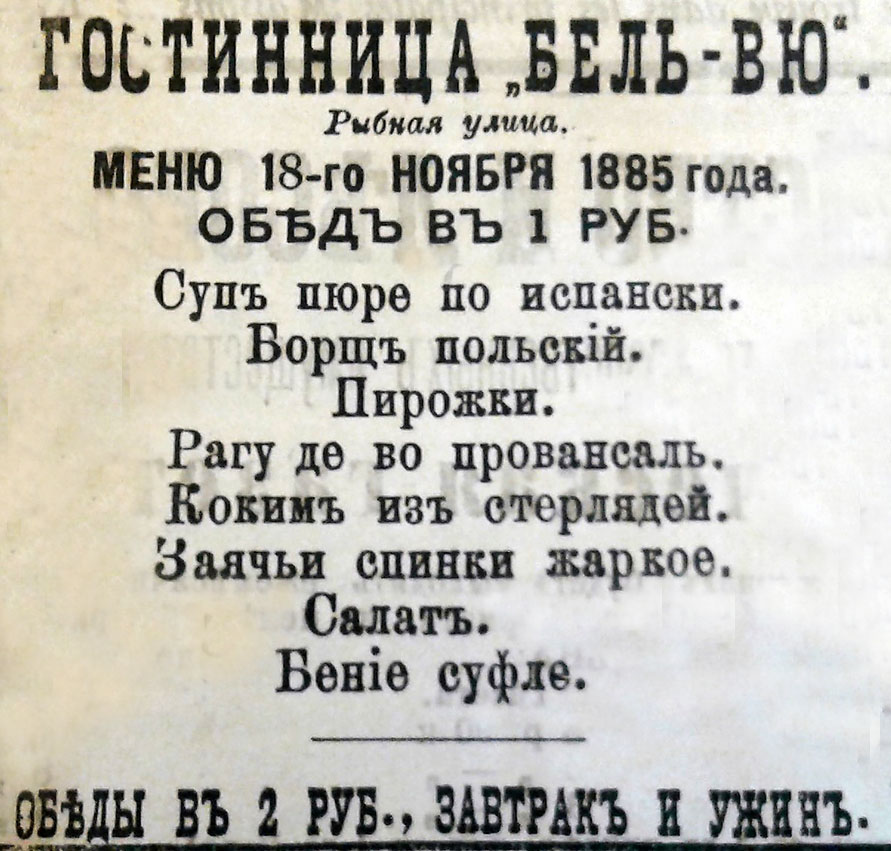 ГОСТИННИЦА „БЕЛЬ-ВЮ“.
Рыбная улица.
МЕНЮ 18-го НОЯБРЯ 1885 года.
ОБѢДЪ ВЪ 1 РУБ.
Супъ пюре по испански.
Борщъ польскій.
Пирожки.
Рагу де во провансаль.
Кокимъ изъ стерлядей.
Заячьи спинки жаркое.
Салатъ.
Беніе суфле.
ОБѢДЫ ВЪ 2 РУБ., ЗАВТРАКЪ И УЖИНЪ.